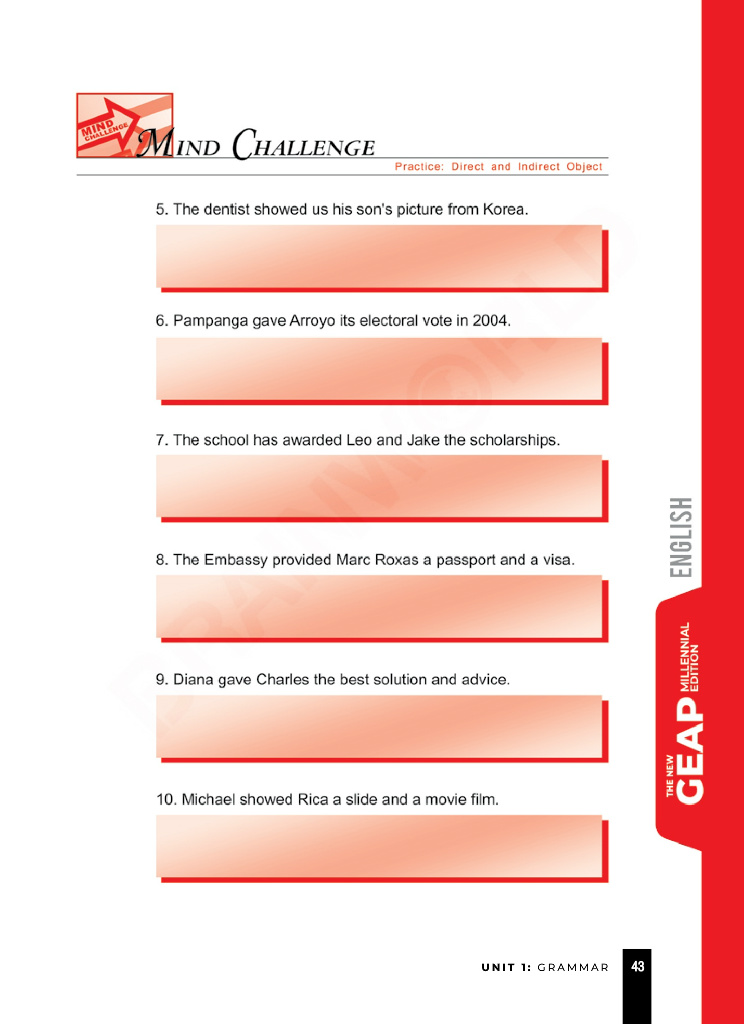 MIND
CHALLENGE
MIND CHALLENGE
Practice: Direct and Indirect Object
5. The dentist showed us his son's picture from Korea.
6. Pampanga gave Arroyo its electoral vote in 2004.
7. The school has awarded Leo and Jake the scholarships.
8. The Embassy provided Marc Roxas a passport and a visa.
9. Diana gave Charles the best solution and advice.
10. Michael showed Rica a slide and a movie film.
ENGLISH
THE NEW
GEAP
MILLENNIAL
EDITION
UNIT 1: GRAMMAR
43